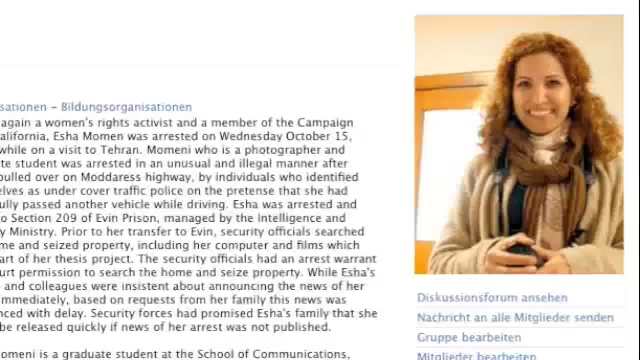 sationen - Bildungsorganisationen
again a women's rights activist and a member of the Campaign
alifornia, Esha Momen was arrested on Wednesday October 15,
while on a visit to Tehran. Momeni who is a photographer and
te student was arrested in an unusual and illegal manner after
pulled over on Moddaress highway, by individuals who identified
elves as under cover traffic police on the pretense that she had
ully passed another vehicle while driving. Esha was arrested and
o Section 209 of Evin Prison, managed by the Intelligence and
y Ministry. Prior to her transfer to Evin, security officials searched
me and seized property, including her computer and films which
art of her thesis project. The security officials had an arrest warrant
urt permission to search the home and seize property. While Esha's
and colleagues were insistent about announcing the news of her
mmediately, based on requests from her family this news was
nced with delay. Security forces had promised Esha's family that she
be released quickly if news of her arrest was not published.
omeni is a graduate student at the School of Communications,
Diskussionsforum ansehen
Nachricht an alle Mitglieder senden
Gruppe bearbeiten
Mitglieder bearbeiten